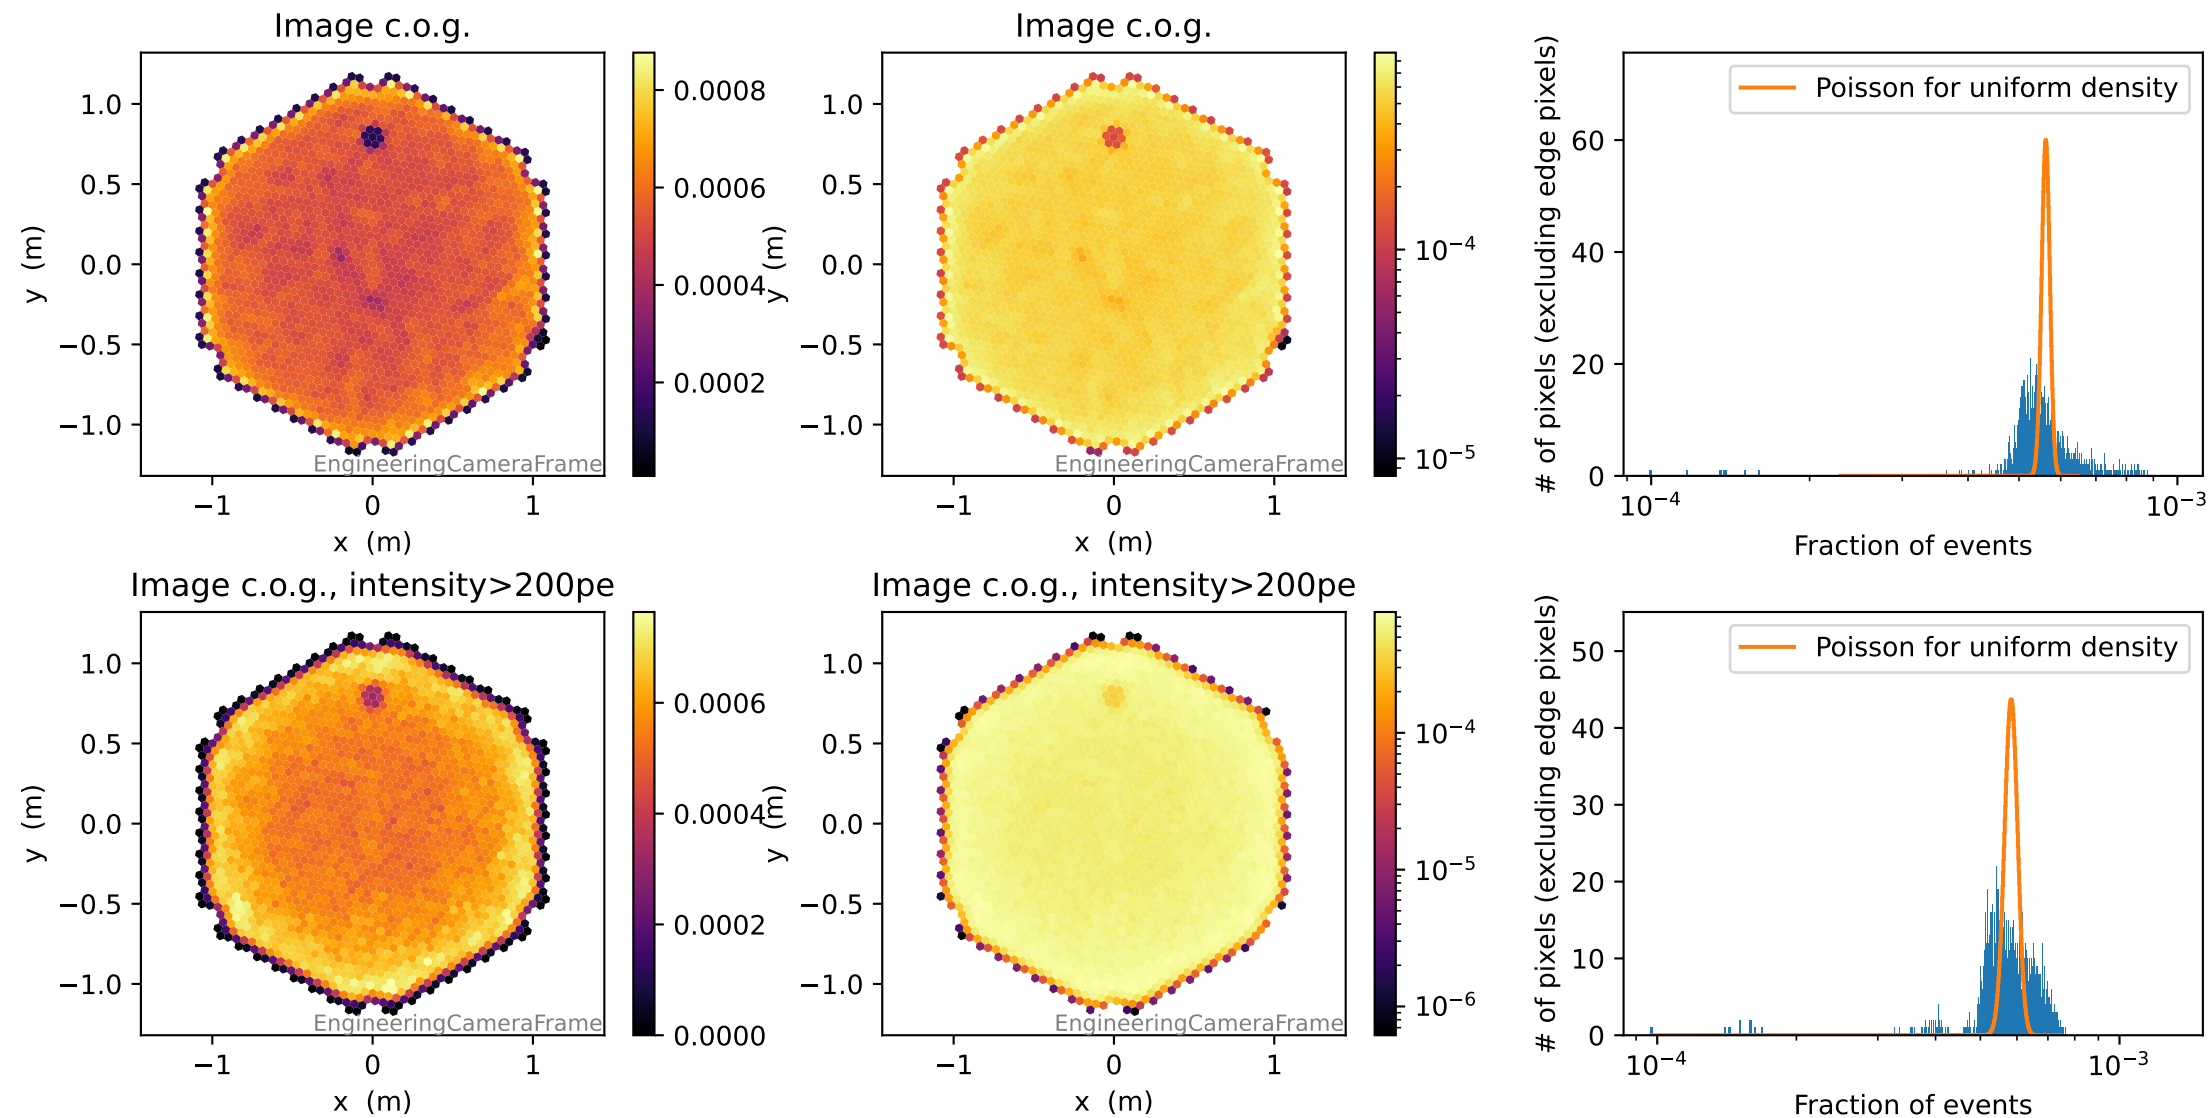 Image c.o.g.
1.0
0.5
0.0
−0.5
−1.0
y (m)
−1
0
1
x (m)
EngineeringCameraFrame
0.0008
0.0006
0.0004
0.0002
Image c.o.g.
1.0
0.5
0.0
−0.5
−1.0
y (m)
−1
0
1
x (m)
EngineeringCameraFrame
10⁻⁴
10⁻⁵
Poisson for uniform density
60
40
20
0
# of pixels (excluding edge pixels)
10⁻⁴
10⁻³
Fraction of events
Image c.o.g., intensity>200pe
1.0
0.5
0.0
−0.5
−1.0
y (m)
−1
0
1
x (m)
EngineeringCameraFrame
0.0006
0.0004
0.0002
0.0000
Image c.o.g., intensity>200pe
1.0
0.5
0.0
−0.5
−1.0
y (m)
−1
0
1
x (m)
EngineeringCameraFrame
10⁻⁴
10⁻⁵
10⁻⁶
Poisson for uniform density
50
40
30
20
10
0
# of pixels (excluding edge pixels)
10⁻⁴
10⁻³
Fraction of events